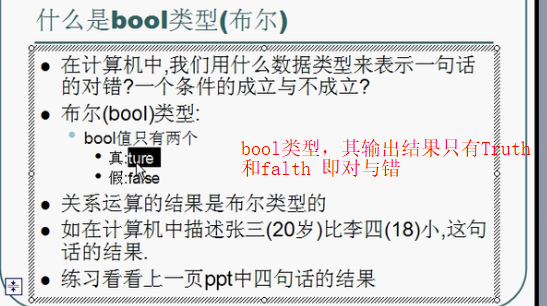 什么是bool类型(布尔)
在计算机中,我们用什么数据类型来表示一句话
的对错?一个条件的成立与不成立?
布尔(bool)类型:
bool值只有两个
真:ture
假:false
bool类型，其输出结果只有Truth
和falth 即对与错
关系运算的结果是布尔类型的
如在计算机中描述张三(20岁)比李四(18)小,这句
话的结果.
练习看看上一页ppt中四句话的结果